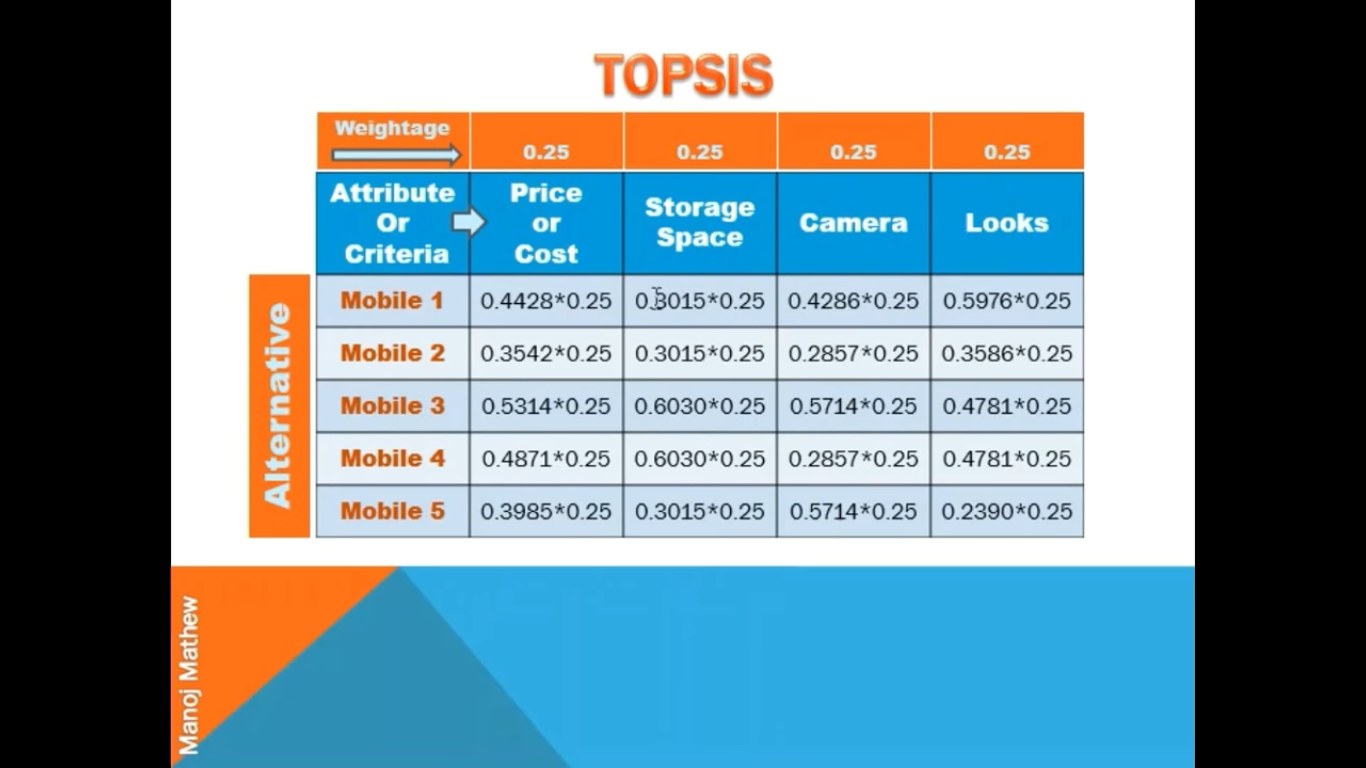 TOPSIS
Weightage
0.25 0.25 0.25 0.25
Attribute Or Criteria Price or Cost Storage Space Camera Looks
Alternative
Mobile 1 0.4428*0.25 0.3015*0.25 0.4286*0.25 0.5976*0.25
Mobile 2 0.3542*0.25 0.3015*0.25 0.2857*0.25 0.3586*0.25
Mobile 3 0.5314*0.25 0.6030*0.25 0.5714*0.25 0.4781*0.25
Mobile 4 0.4871*0.25 0.6030*0.25 0.2857*0.25 0.4781*0.25
Mobile 5 0.3985*0.25 0.3015*0.25 0.5714*0.25 0.2390*0.25
Manoj Mathew